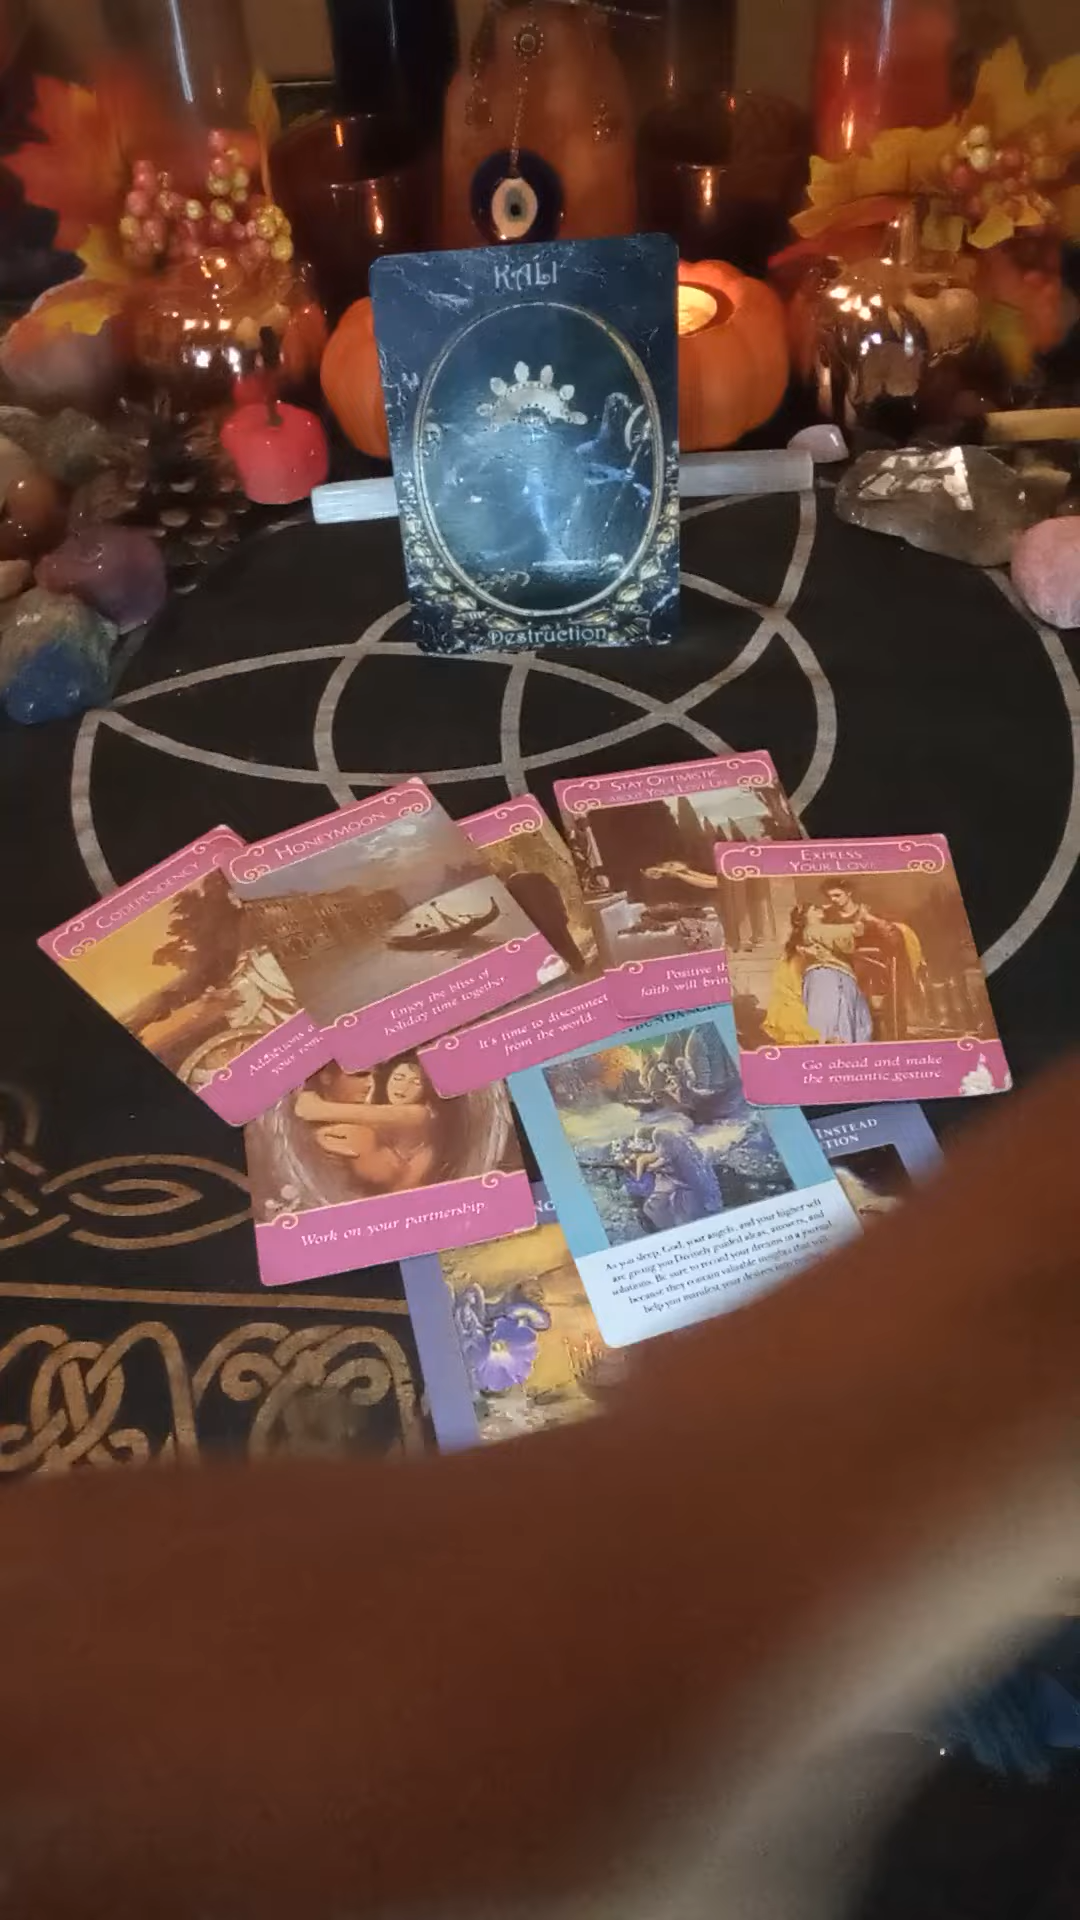 KALI
Destruction
CODEPENDENCY
HONEYMOON
STAY OPTIMISTIC
ABOUT YOUR LOVE LIFE
EXPRESS
YOUR LOVE
Enjoy the bliss of
holiday time together.
Addictions a
your rom
It's time to disconnect
from the world.
Positive th
faith will brin
Go ahead and make
the romantic gesture.
Work on your partnership.
INSTEAD
TION
As you sleep, God, your angels, and your higher self
are giving you Divinely guided ideas, answers, and
solutions. Be sure to record your dreams in a journal
because they contain valuable insights that will
help you manifest your desires into